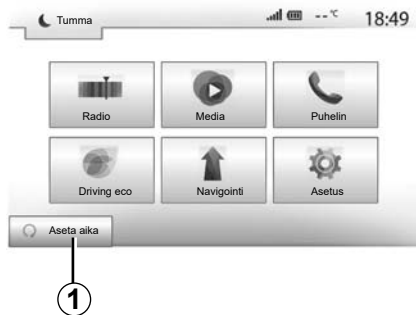 Tumma
--°C
18:49
Radio
Media
Puhelin
Driving eco
Navigointi
Asetus
Aseta aika
1